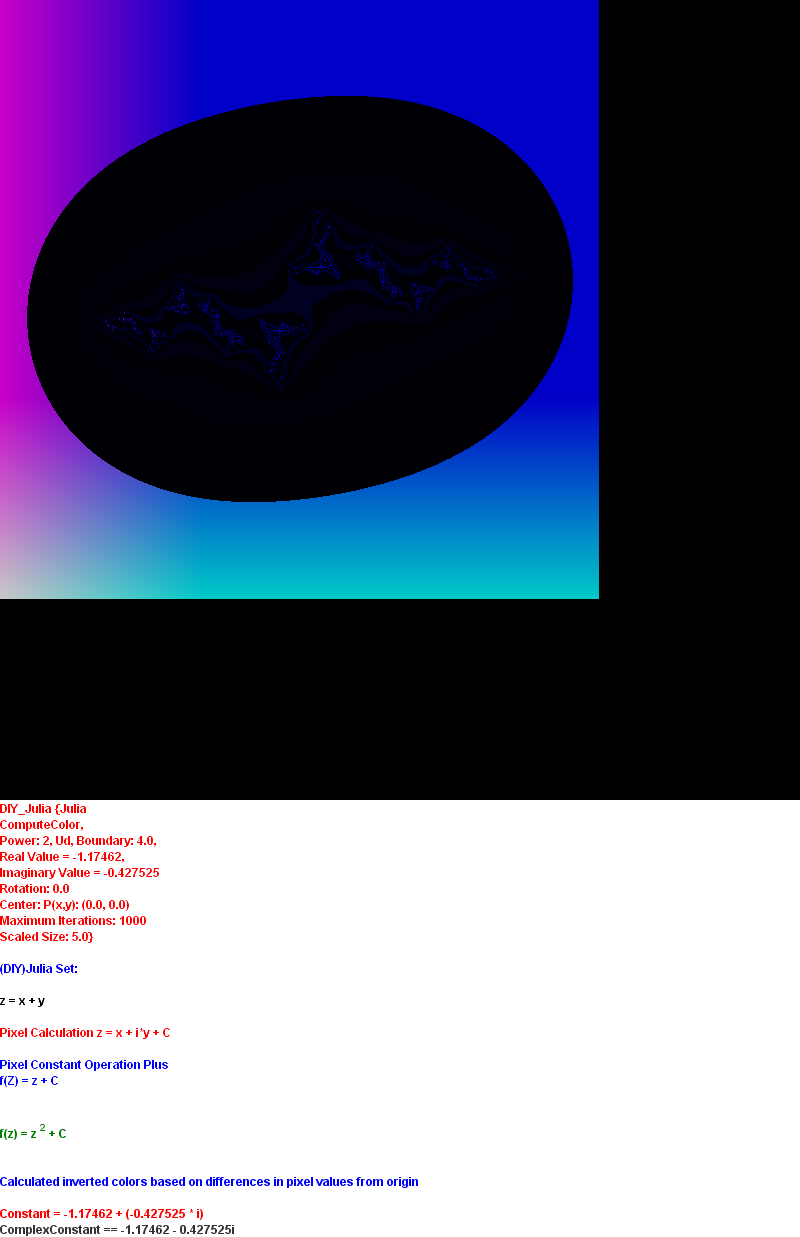 DIY_Julia {Julia
ComputeColor,
Power: 2, Ud, Boundary: 4.0,
Real Value = -1.17462,
Imaginary Value = -0.427525
Rotation: 0.0
Center: P(x,y): (0.0, 0.0)
Maximum Iterations: 1000
Scaled Size: 5.0}
(DIY)Julia Set:
z = x + y
Pixel Calculation z = x + i*y + C
Pixel Constant Operation Plus
f(Z) = z + C
f(z) = z 2 + C
Calculated inverted colors based on differences in pixel values from origin
Constant = -1.17462 + (-0.427525 * i)
ComplexConstant == -1.17462 - 0.427525i